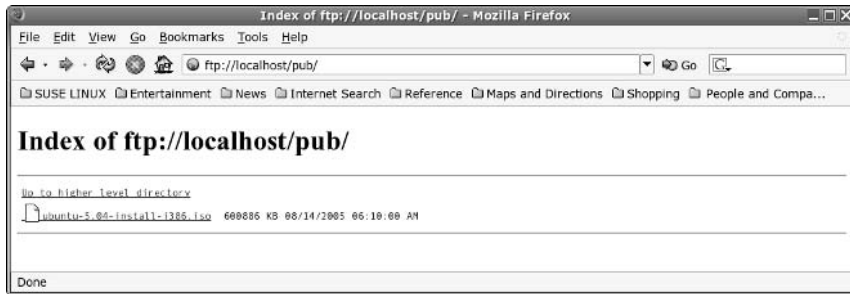 Index of ftp://localhost/pub/ - Mozilla Firefox
File Edit View Go Bookmarks Tools Help
ftp://localhost/pub/ Go G
SUSE LINUX Entertainment News Internet Search Reference Maps and Directions Shopping People and Compa...
Index of ftp://localhost/pub/
Up to higher level directory
ubuntu-5.04-install-i386.iso 600886 KB 08/14/2005 06:10:00 AM
Done